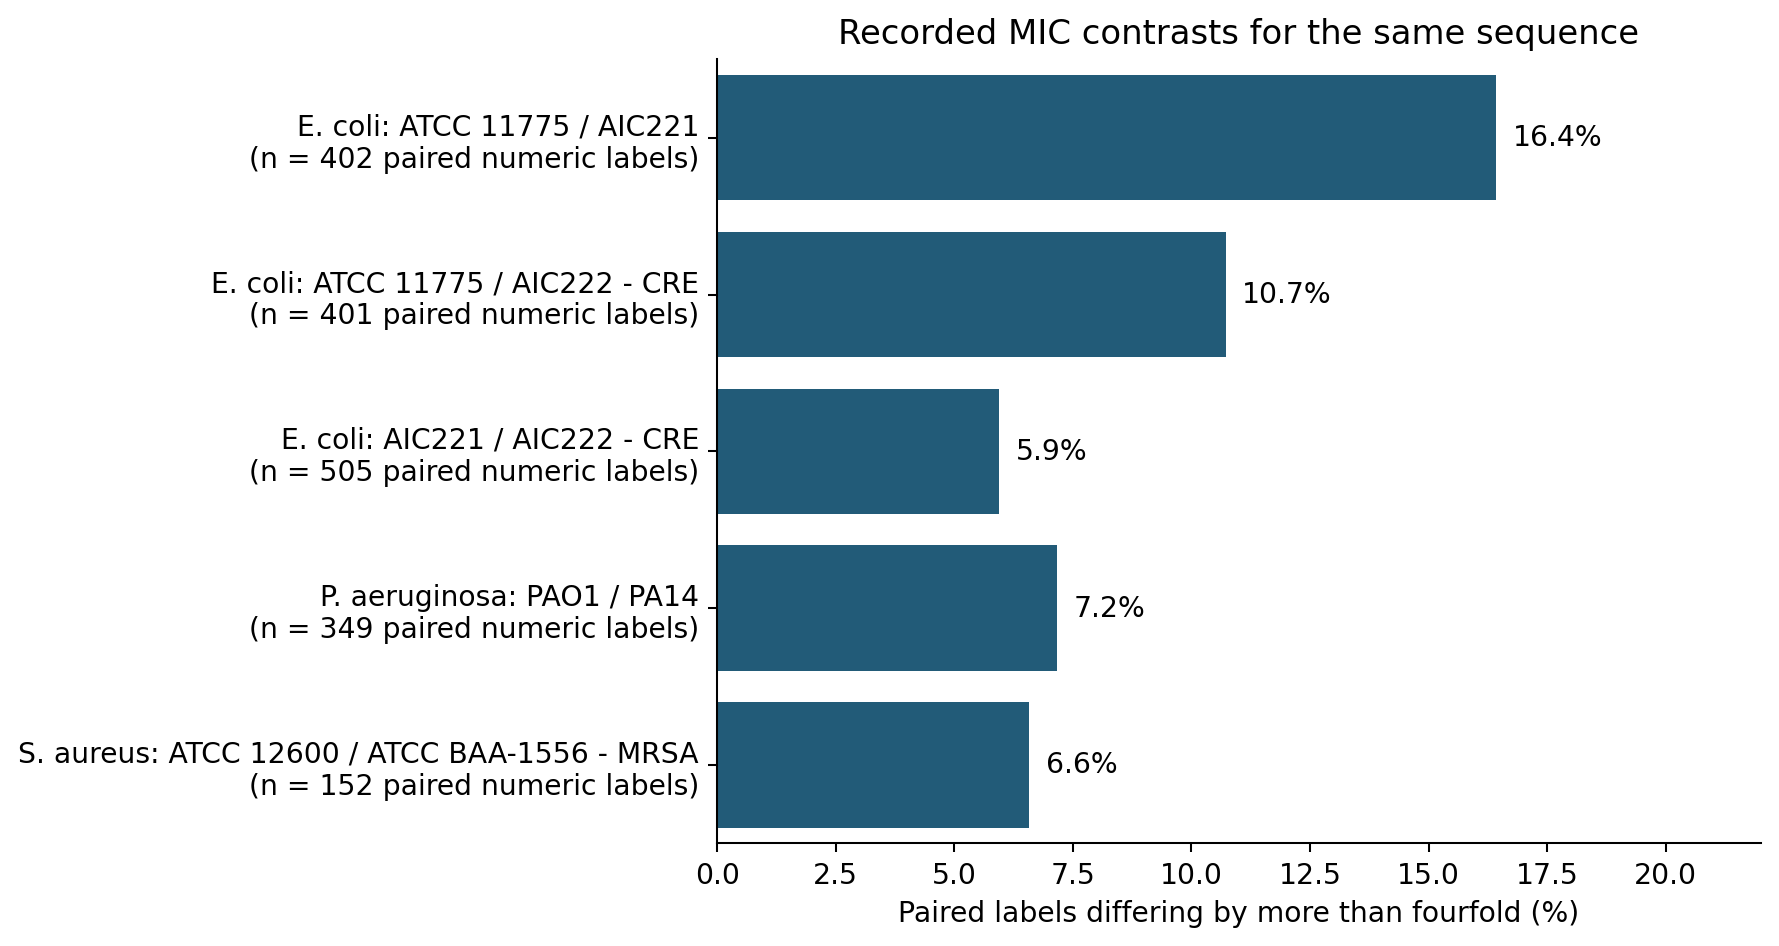 Recorded MIC contrasts for the same sequence
E. coli: ATCC 11775 / AIC221
(n = 402 paired numeric labels)
16.4%
E. coli: ATCC 11775 / AIC222 - CRE
(n = 401 paired numeric labels)
10.7%
E. coli: AIC221 / AIC222 - CRE
(n = 505 paired numeric labels)
5.9%
P. aeruginosa: PAO1 / PA14
(n = 349 paired numeric labels)
7.2%
S. aureus: ATCC 12600 / ATCC BAA-1556 - MRSA
(n = 152 paired numeric labels)
6.6%
0.0 2.5 5.0 7.5 10.0 12.5 15.0 17.5 20.0
Paired labels differing by more than fourfold (%)